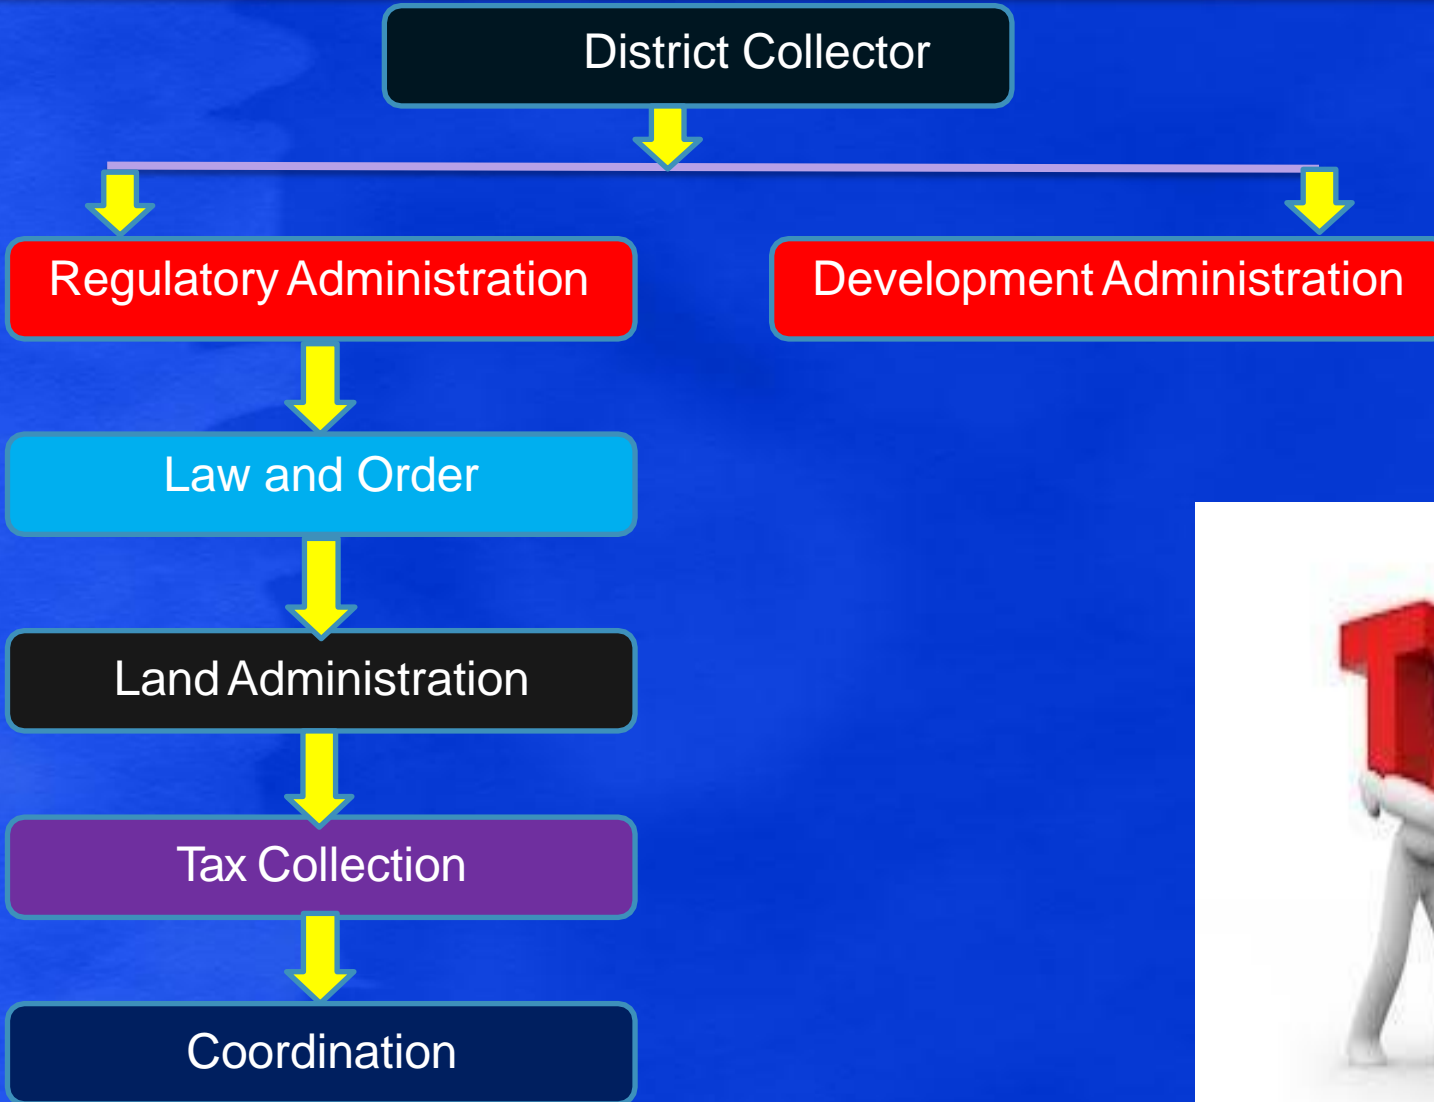 District Collector
Regulatory Administration
Development Administration
Law and Order
Land Administration
Tax Collection
Coordination
T